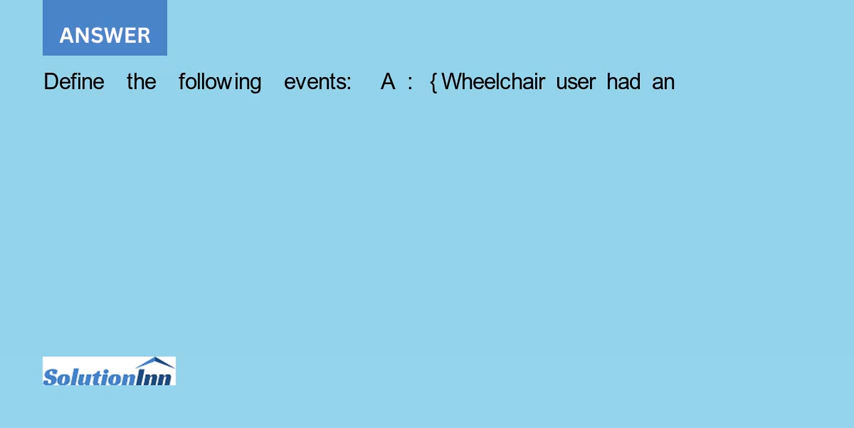 ANSWER
Define the following events: A : { Wheelchair user had an
SolutionInn